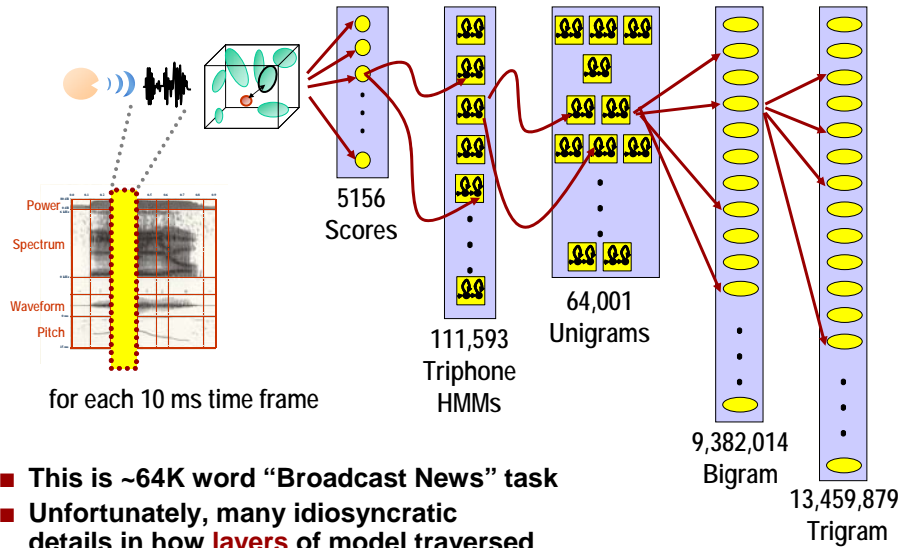 Power
Spectrum
Waveform
Pitch
for each 10 ms time frame
5156
Scores
111,593
Triphone
HMMs
64,001
Unigrams
9,382,014
Bigram
13,459,879
Trigram
■ This is ~64K word “Broadcast News” task
■ Unfortunately, many idiosyncratic
details in how layers of model traversed